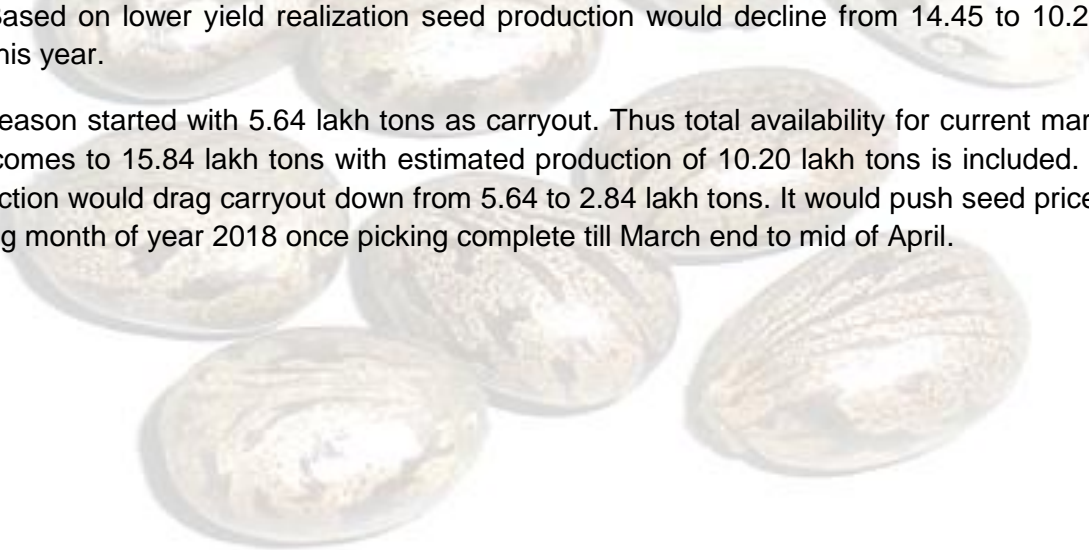 Based on lower yield realization seed production would decline from 14.45 to 10.2
this year.
eason started with 5.64 lakh tons as carryout. Thus total availability for current mar
comes to 15.84 lakh tons with estimated production of 10.20 lakh tons is included.
ction would drag carryout down from 5.64 to 2.84 lakh tons. It would push seed price
g month of year 2018 once picking complete till March end to mid of April.